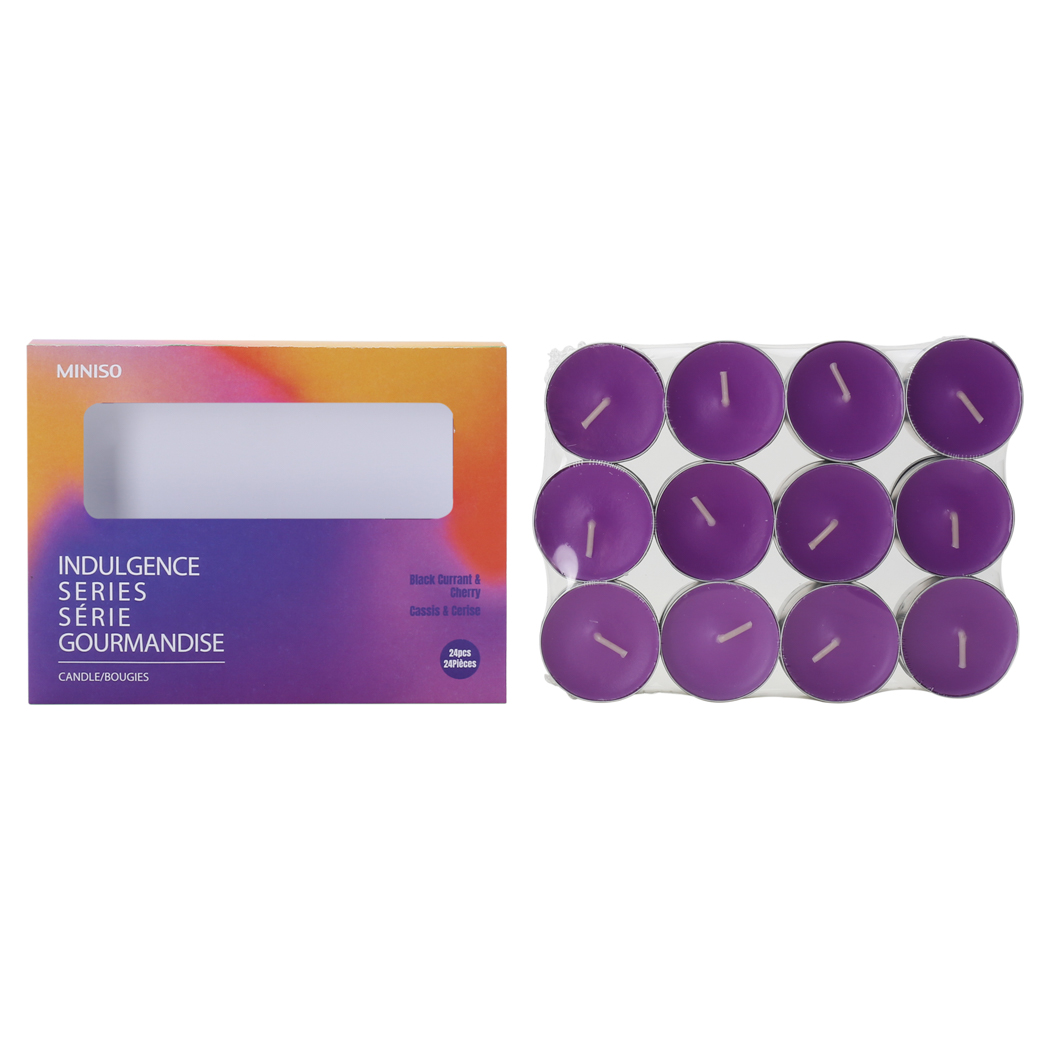 MINISO
INDULGENCE
SERIES
SÉRIE
GOURMANDISE
CANDLE/BOUGIES
Black Currant &
Cherry
Cassis & Cerise
24pcs
24Pièces